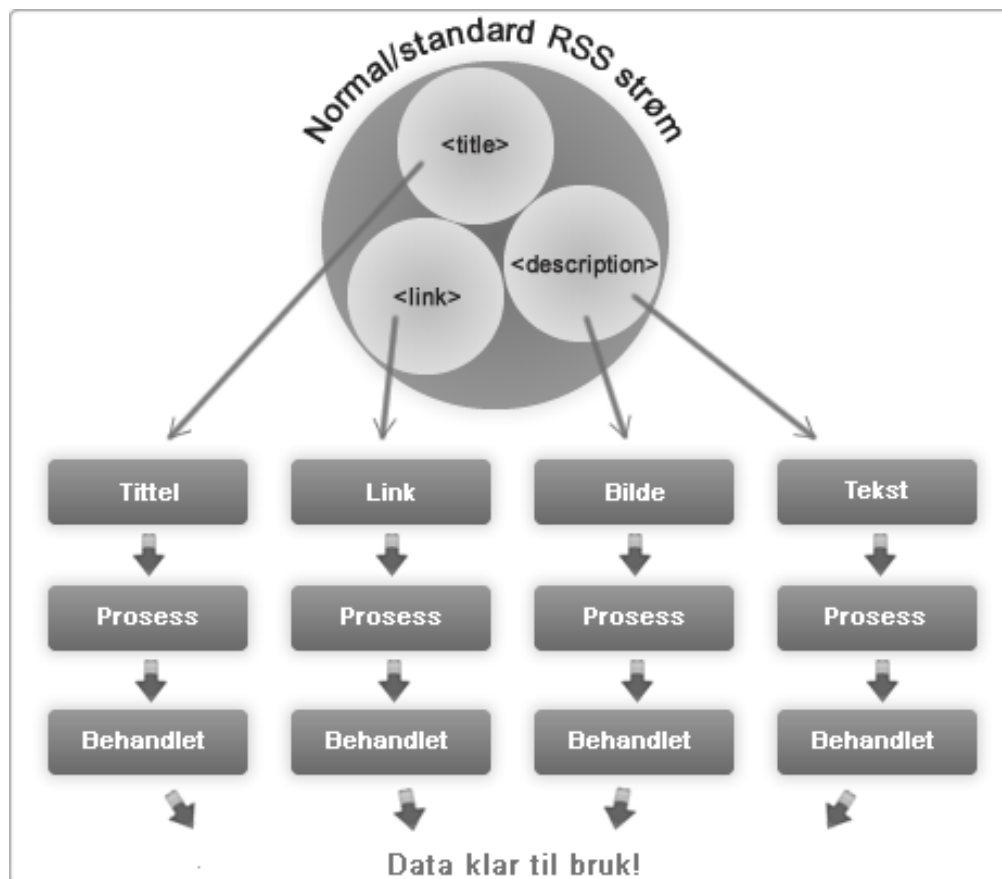 Normal/standard RSS strøm
<title>
<description>
<link>
Tittel Link Bilde Tekst
Prosess Prosess Prosess Prosess
Behandlet Behandlet Behandlet Behandlet
Data klar til bruk!